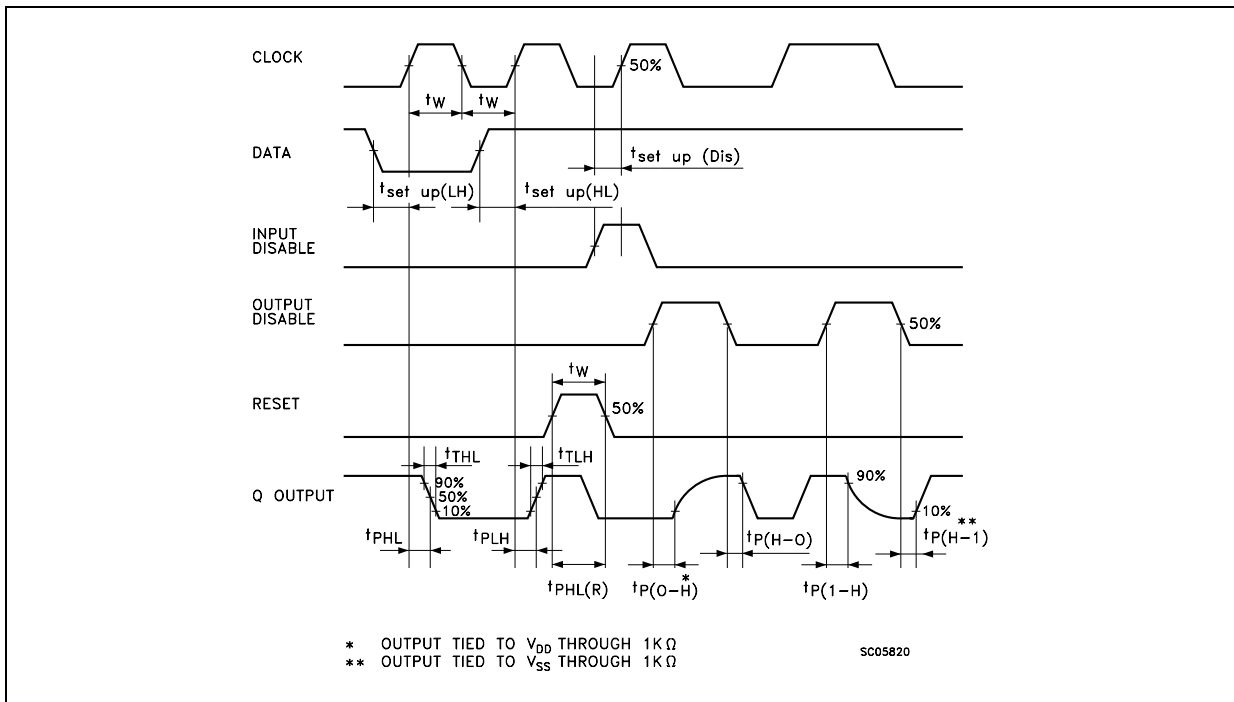 CLOCK
50%
tW tW
DATA
tset up (Dis)
tset up(LH) tset up(HL)
INPUT
DISABLE
OUTPUT
DISABLE
50%
tW
RESET
50%
tTHL tTLH
Q OUTPUT
90%
50%
10%
90%
10%
tPHL tPLH tP(H-O) tP(H-1)**
tPHL(R) tP(O-H)* tP(1-H)
* OUTPUT TIED TO VDD THROUGH 1KΩ
** OUTPUT TIED TO VSS THROUGH 1KΩ
SC05820